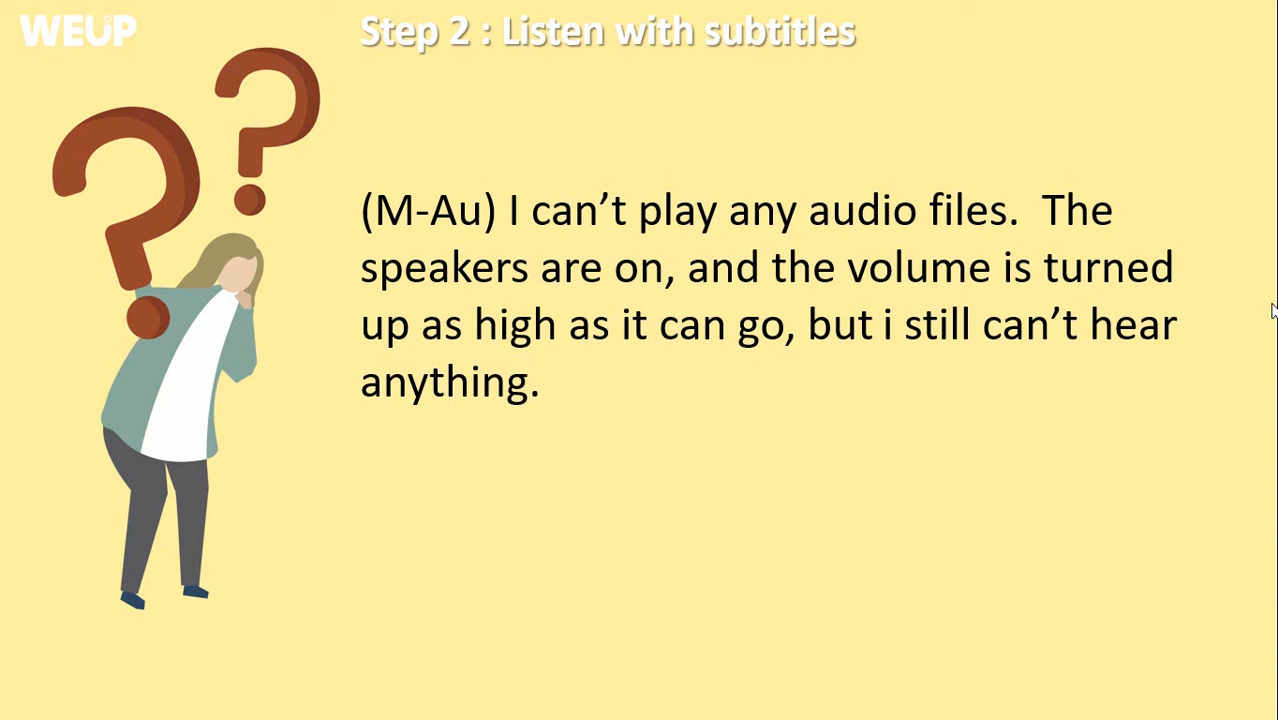 WEUP
Step 2 : Listen with subtitles
(M-Au) I can’t play any audio files.  The
speakers are on, and the volume is turned
up as high as it can go, but i still can’t hear
anything.